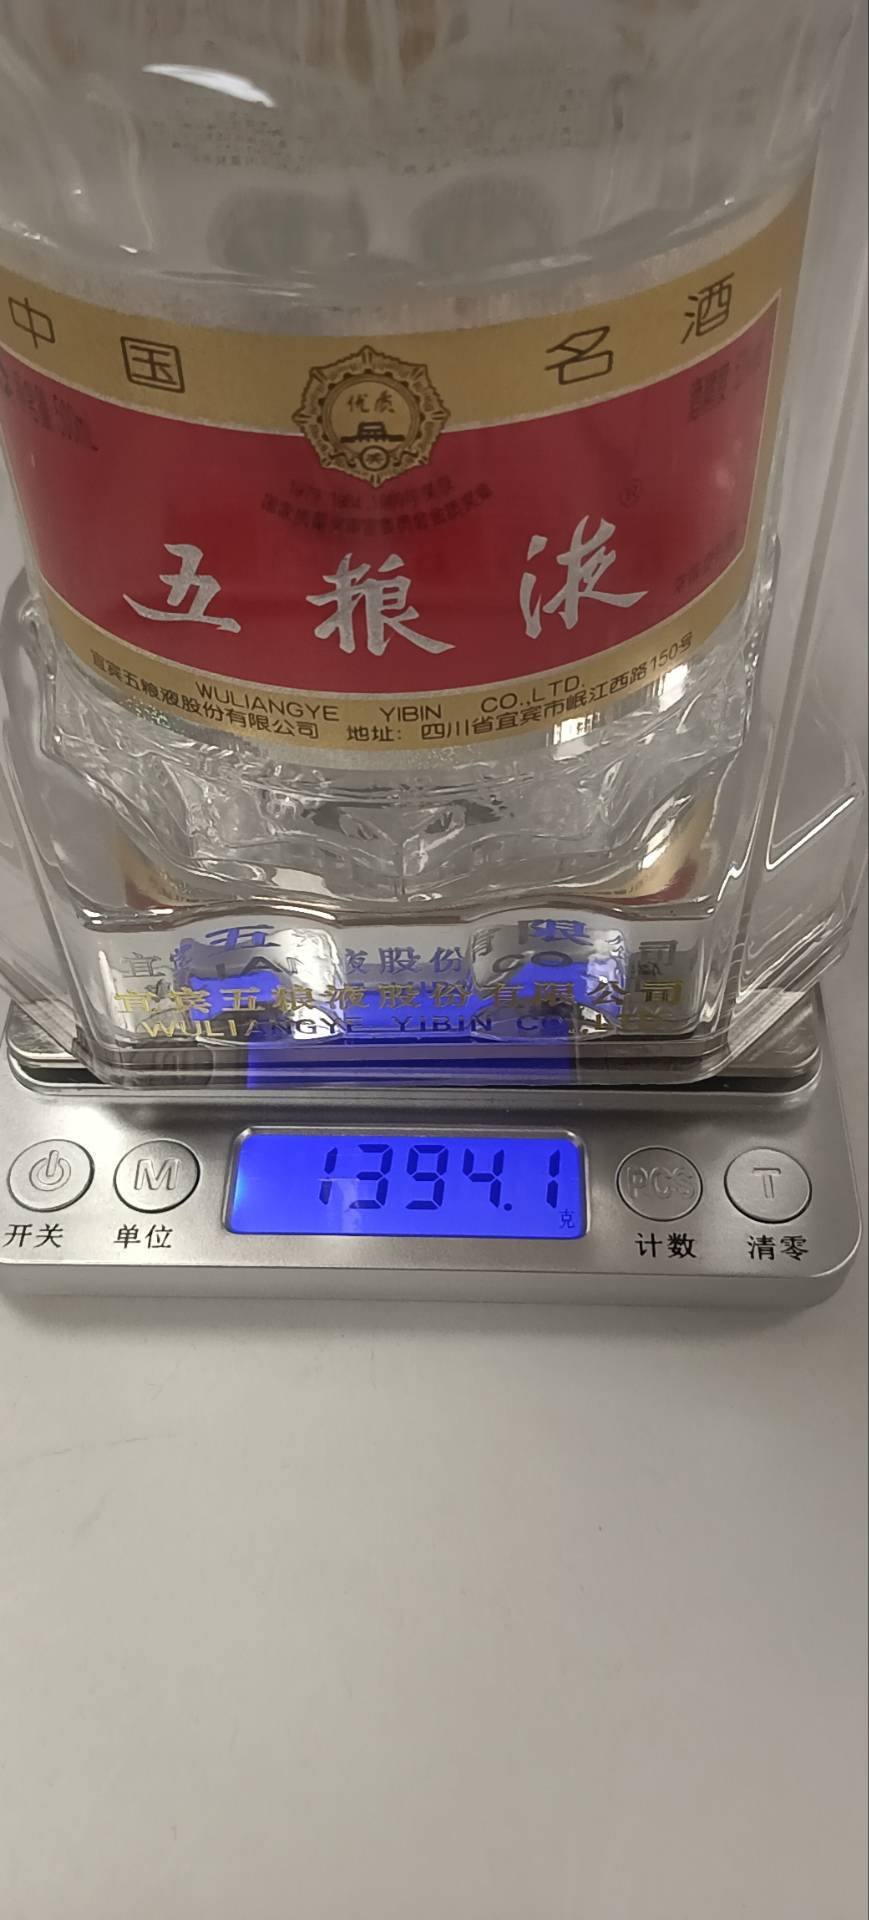 中国名酒
优质
五粮液
®
WULIANGYE YIBIN CO.,LTD.
宜宾五粮液股份有限公司 地址：四川省宜宾市岷江西路150号
宜宾五粮液股份有限公司
WULIANGYE YIBIN CO.,LTD.
1394.1
克
M
PCS
T
开关
单位
计数
清零